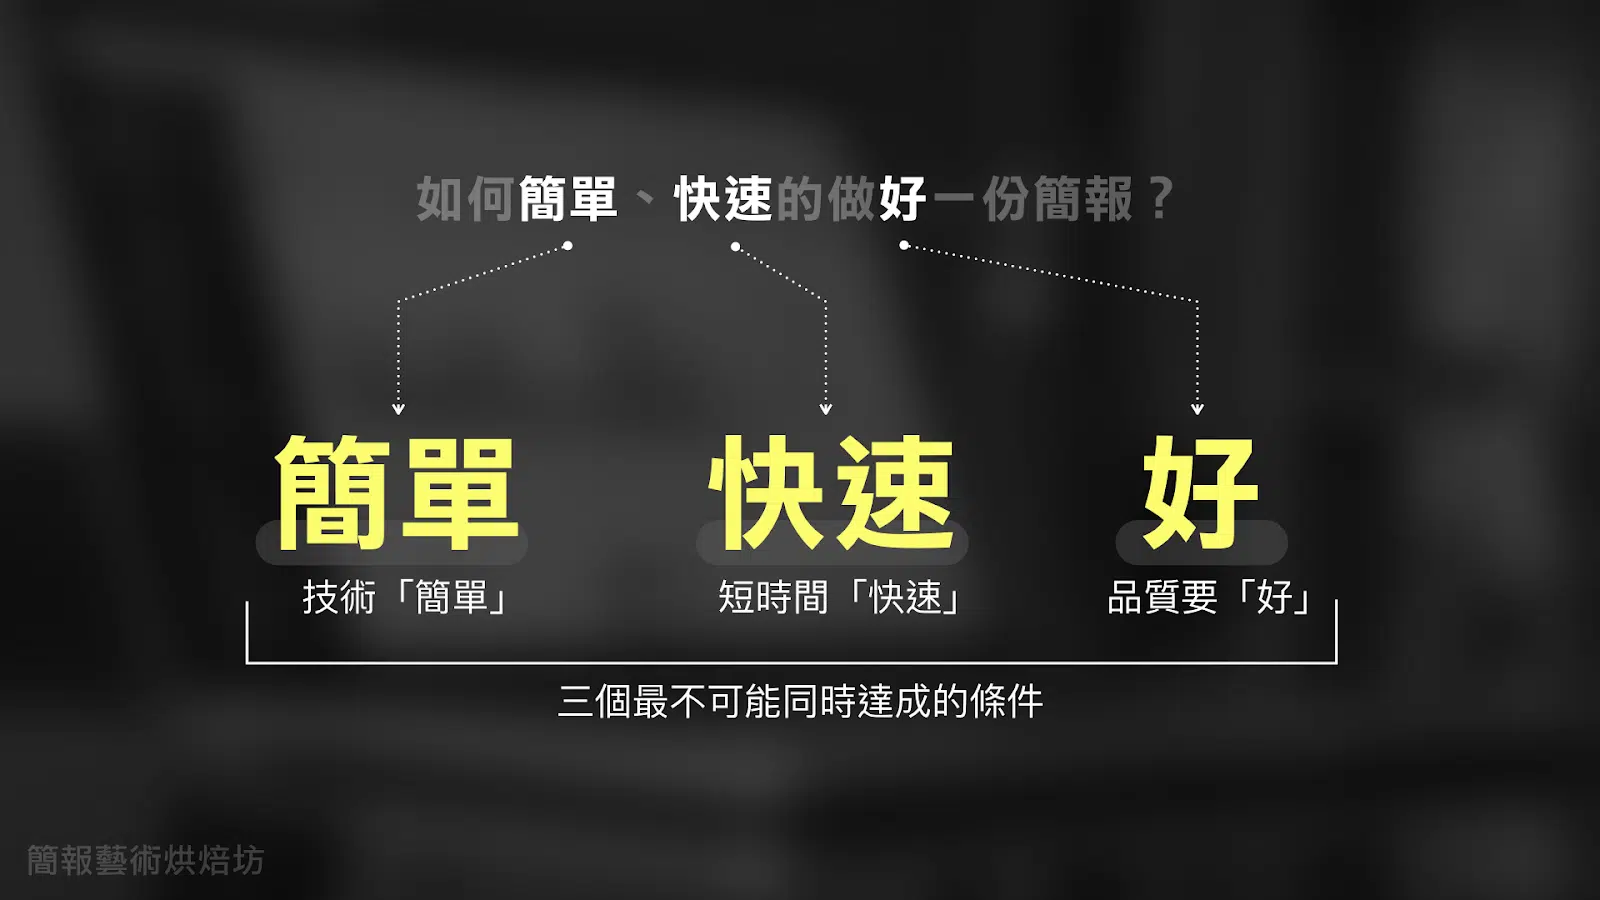 如何簡單、快速的做好一份簡報？
簡單
快速
好
技術「簡單」
短時間「快速」
品質要「好」
三個最不可能同時達成的條件
簡報藝術烘焙坊